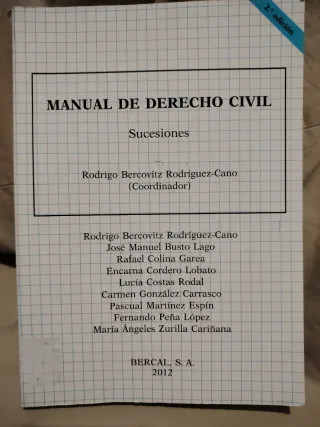 2.ª edición
MANUAL DE DERECHO CIVIL
Sucesiones
Rodrigo Bercovitz Rodríguez-Cano
(Coordinador)
Rodrigo Bercovitz Rodríguez-Cano
José Manuel Busto Lago
Rafael Colina Garea
Encarna Cordero Lobato
Lucía Costas Rodal
Carmen González Carrasco
Pascual Martínez Espín
Fernando Peña López
María Ángeles Zurilla Cariñana
BERCAL, S. A.
2012